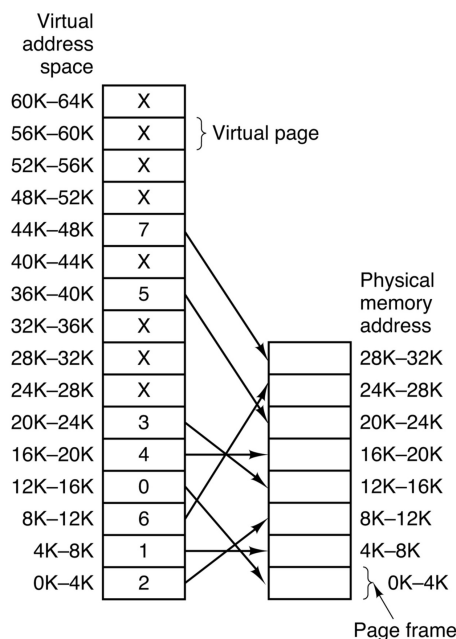 Virtual
address
space
60K–64K X
56K–60K X Virtual page
52K–56K X
48K–52K X
44K–48K 7
40K–44K X
36K–40K 5
32K–36K X
28K–32K X
24K–28K X
20K–24K 3
16K–20K 4
12K–16K 0
8K–12K 6
4K–8K 1
0K–4K 2
Physical
memory
address
28K–32K
24K–28K
20K–24K
16K–20K
12K–16K
8K–12K
4K–8K
0K–4K
Page frame